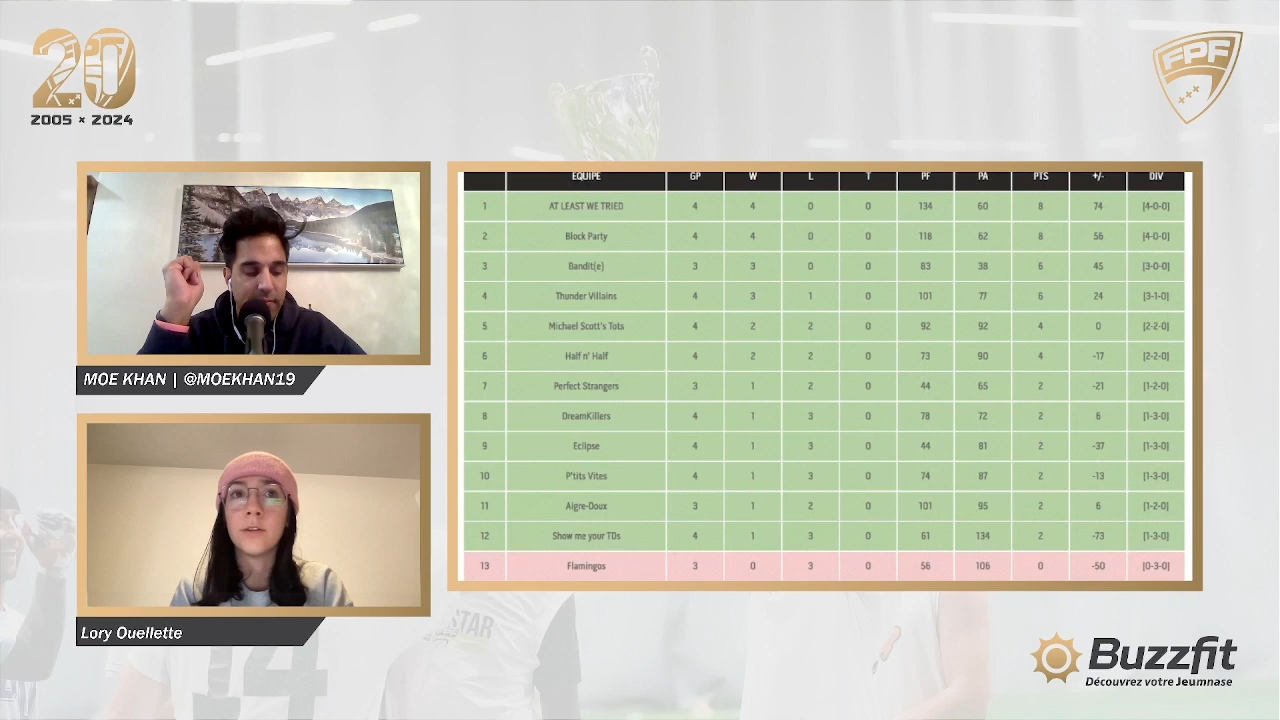 20
2005 × 2024
FPF
EQUIPE GP W L T PF PA PTS +/- DIV
1 AT LEAST WE TRIED 4 4 0 0 134 60 8 74 [4-0-0]
2 Block Party 4 4 0 0 118 62 8 56 [4-0-0]
3 Bandit(e) 3 3 0 0 83 38 6 45 [3-0-0]
4 Thunder Villains 4 3 1 0 101 77 6 24 [3-1-0]
5 Michael Scott's Tots 4 2 2 0 92 92 4 0 [2-2-0]
6 Half n' Half 4 2 2 0 73 90 4 -17 [2-2-0]
7 Perfect Strangers 3 1 2 0 44 65 2 -21 [1-2-0]
8 DreamKillers 4 1 3 0 78 72 2 6 [1-3-0]
9 Eclipse 4 1 3 0 44 81 2 -37 [1-3-0]
10 P'tits Vites 4 1 3 0 74 87 2 -13 [1-3-0]
11 Aigre-Doux 3 1 2 0 101 95 2 6 [1-2-0]
12 Show me your TDs 4 1 3 0 61 134 2 -73 [1-3-0]
13 Flamingos 3 0 3 0 56 106 0 -50 [0-3-0]
MOE KHAN | @MOEKHAN19
Lory Ouellette
STAR
14
Buzzfit
Découvrez votre Jeumnase